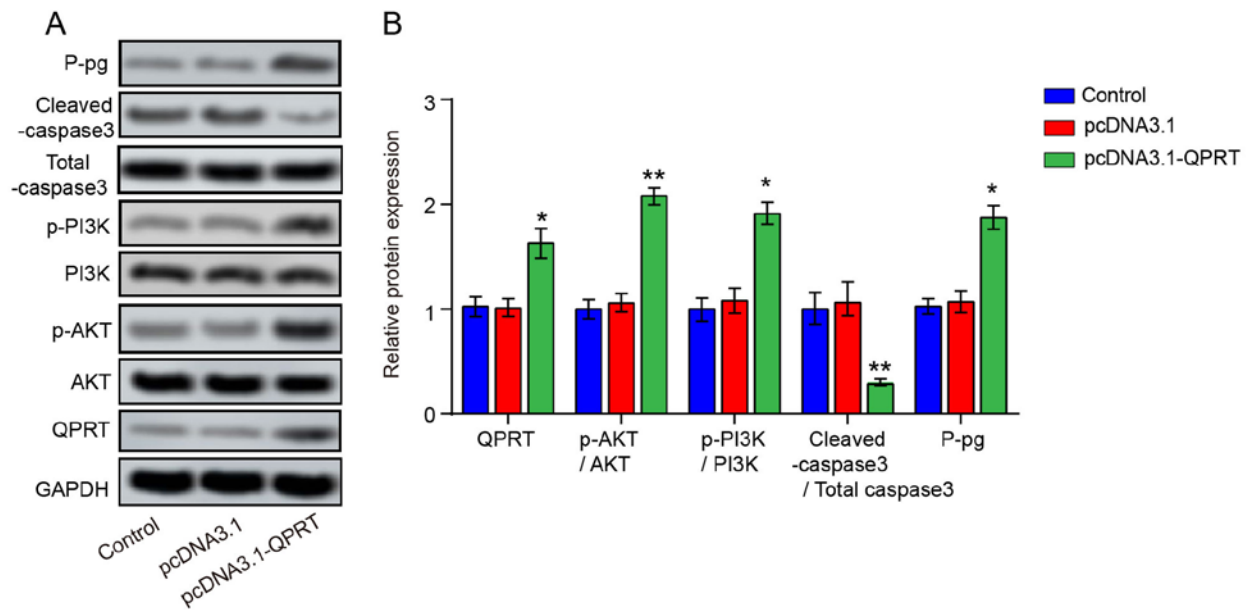 A
P-pg
Cleaved
-caspase3
Total
-caspase3
p-PI3K
PI3K
p-AKT
AKT
QPRT
GAPDH
Control
pcDNA3.1
pcDNA3.1-QPRT
B
Relative protein expression
3
2
1
0
*
**
*
**
*
QPRT
p-AKT
/ AKT
p-PI3K
/ PI3K
Cleaved
-caspase3
/ Total caspase3
P-pg
Control
pcDNA3.1
pcDNA3.1-QPRT